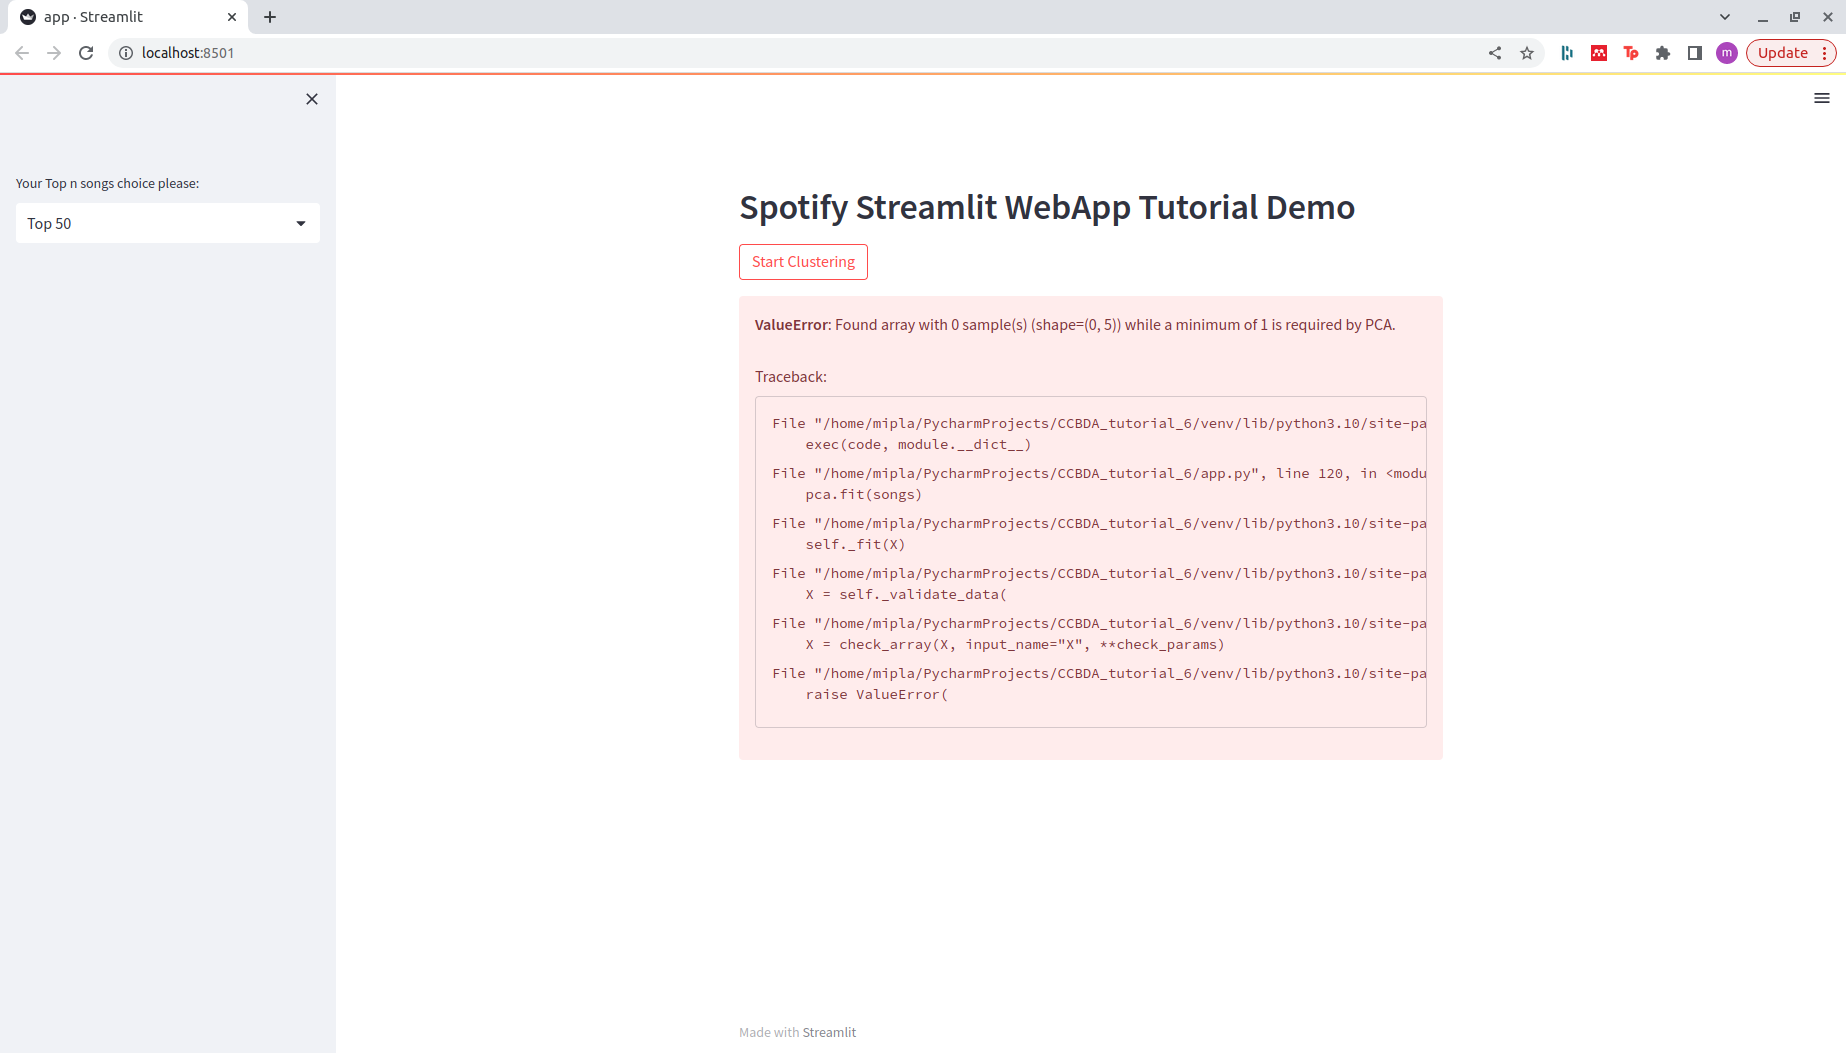 app · Streamlit
localhost:8501
m
Update
Your Top n songs choice please:
Top 50
Spotify Streamlit WebApp Tutorial Demo
Start Clustering
ValueError: Found array with 0 sample(s) (shape=(0, 5)) while a minimum of 1 is required by PCA.
Traceback:
File "/home/mipla/PycharmProjects/CCBDA_tutorial_6/venv/lib/python3.10/site-pa
exec(code, module.__dict__)
File "/home/mipla/PycharmProjects/CCBDA_tutorial_6/app.py", line 120, in <modu
pca.fit(songs)
File "/home/mipla/PycharmProjects/CCBDA_tutorial_6/venv/lib/python3.10/site-pa
self._fit(X)
File "/home/mipla/PycharmProjects/CCBDA_tutorial_6/venv/lib/python3.10/site-pa
X = self._validate_data(
File "/home/mipla/PycharmProjects/CCBDA_tutorial_6/venv/lib/python3.10/site-pa
X = check_array(X, input_name="X", **check_params)
File "/home/mipla/PycharmProjects/CCBDA_tutorial_6/venv/lib/python3.10/site-pa
raise ValueError(
Made with Streamlit